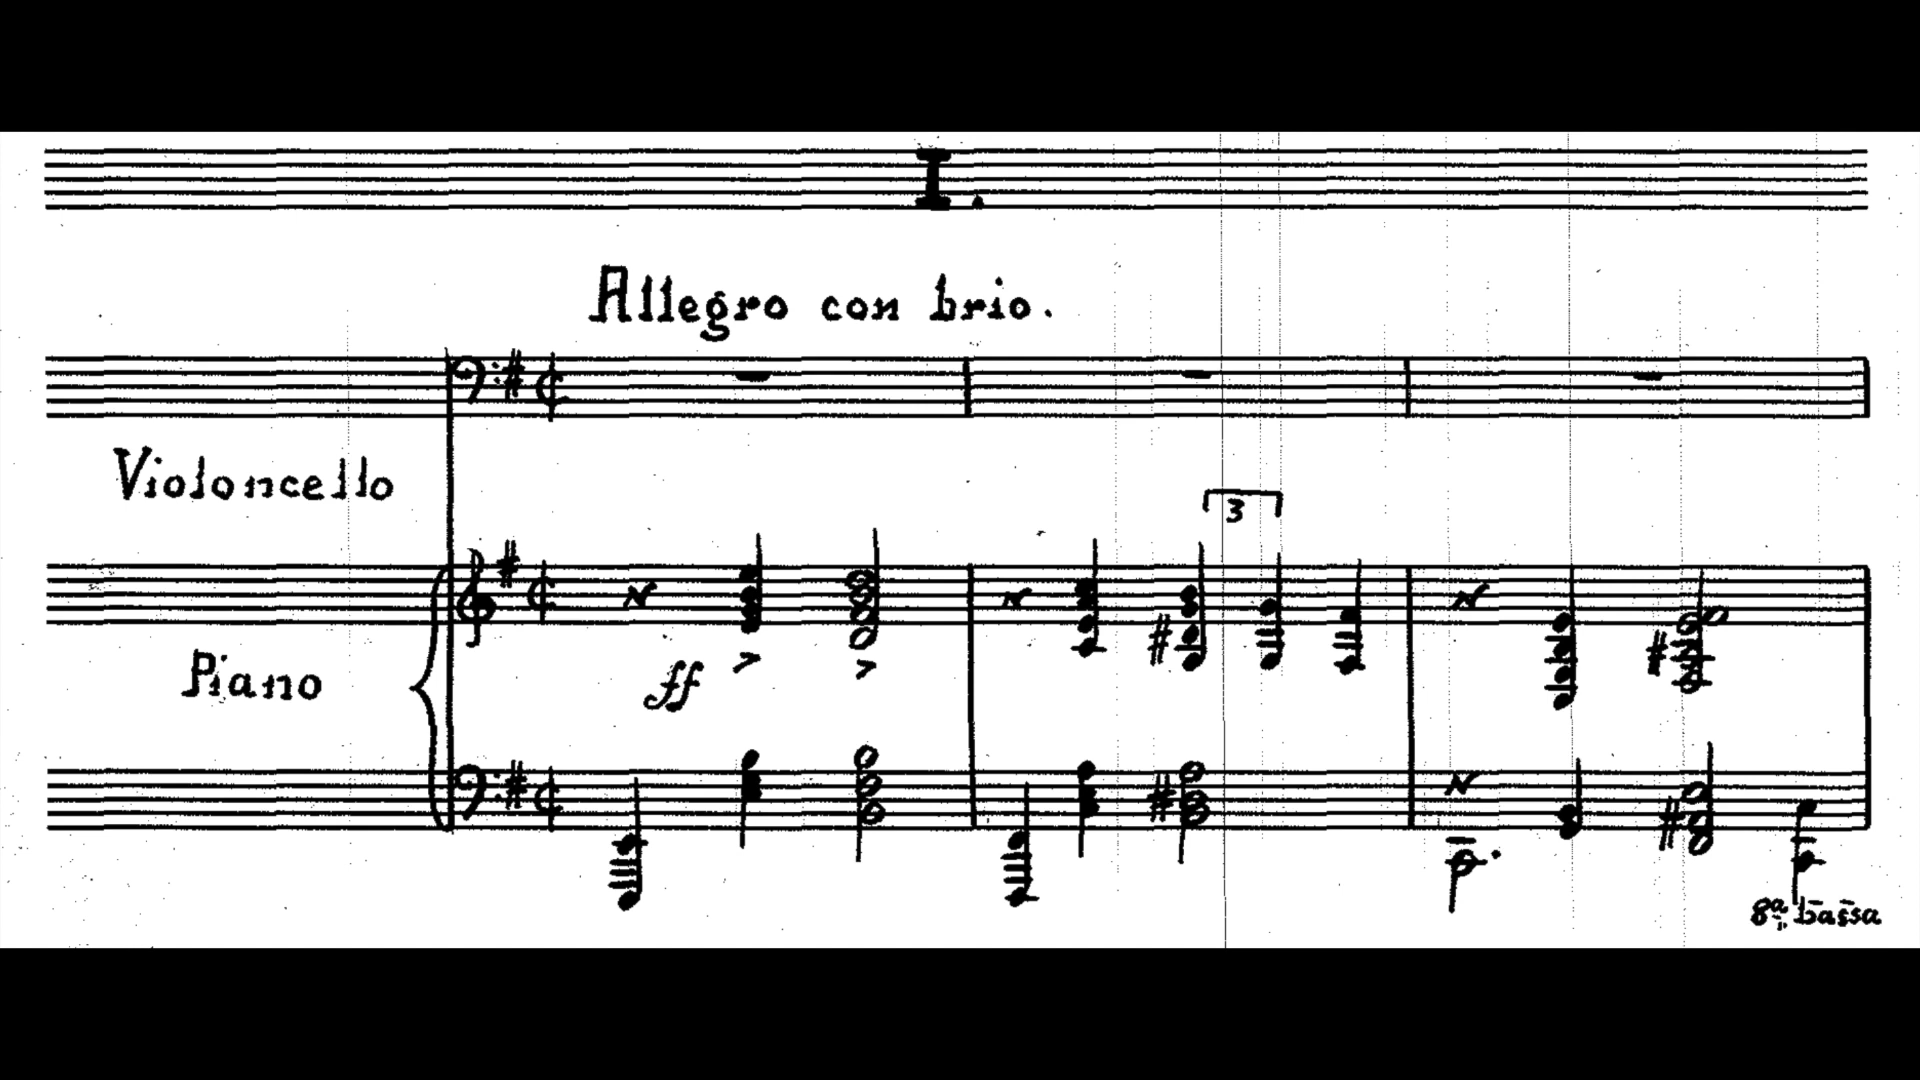 I.
Allegro con brio.
Violoncello
3
Piano
ff
8ª bassa